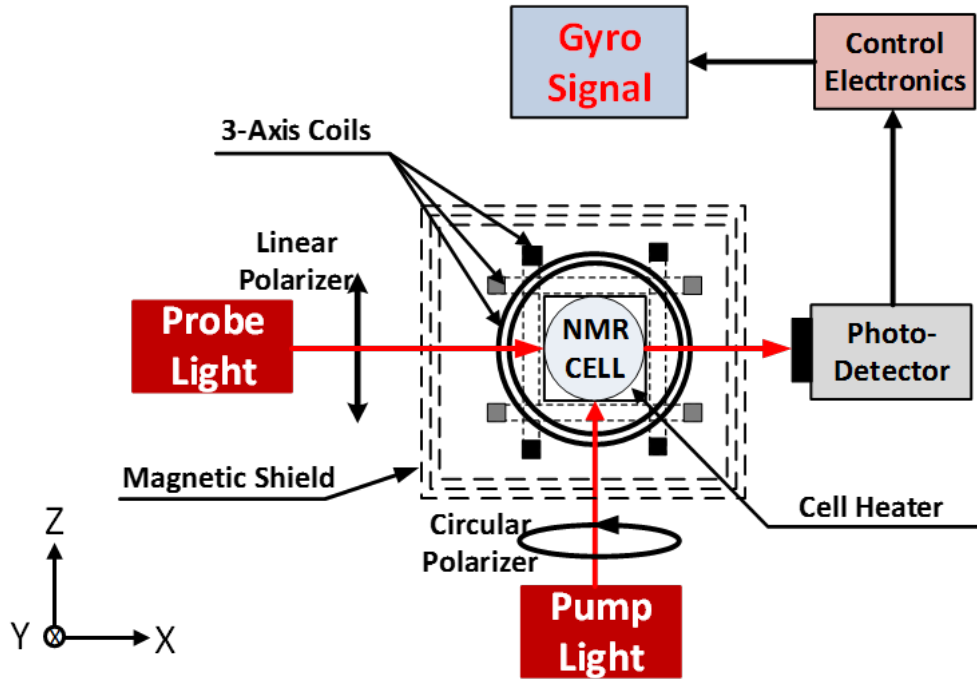 Gyro
Signal
Control
Electronics
3-Axis Coils
Linear
Polarizer
Probe
Light
NMR
CELL
Photo-
Detector
Magnetic Shield
Cell Heater
Circular
Polarizer
Pump
Light
Z
Y
X